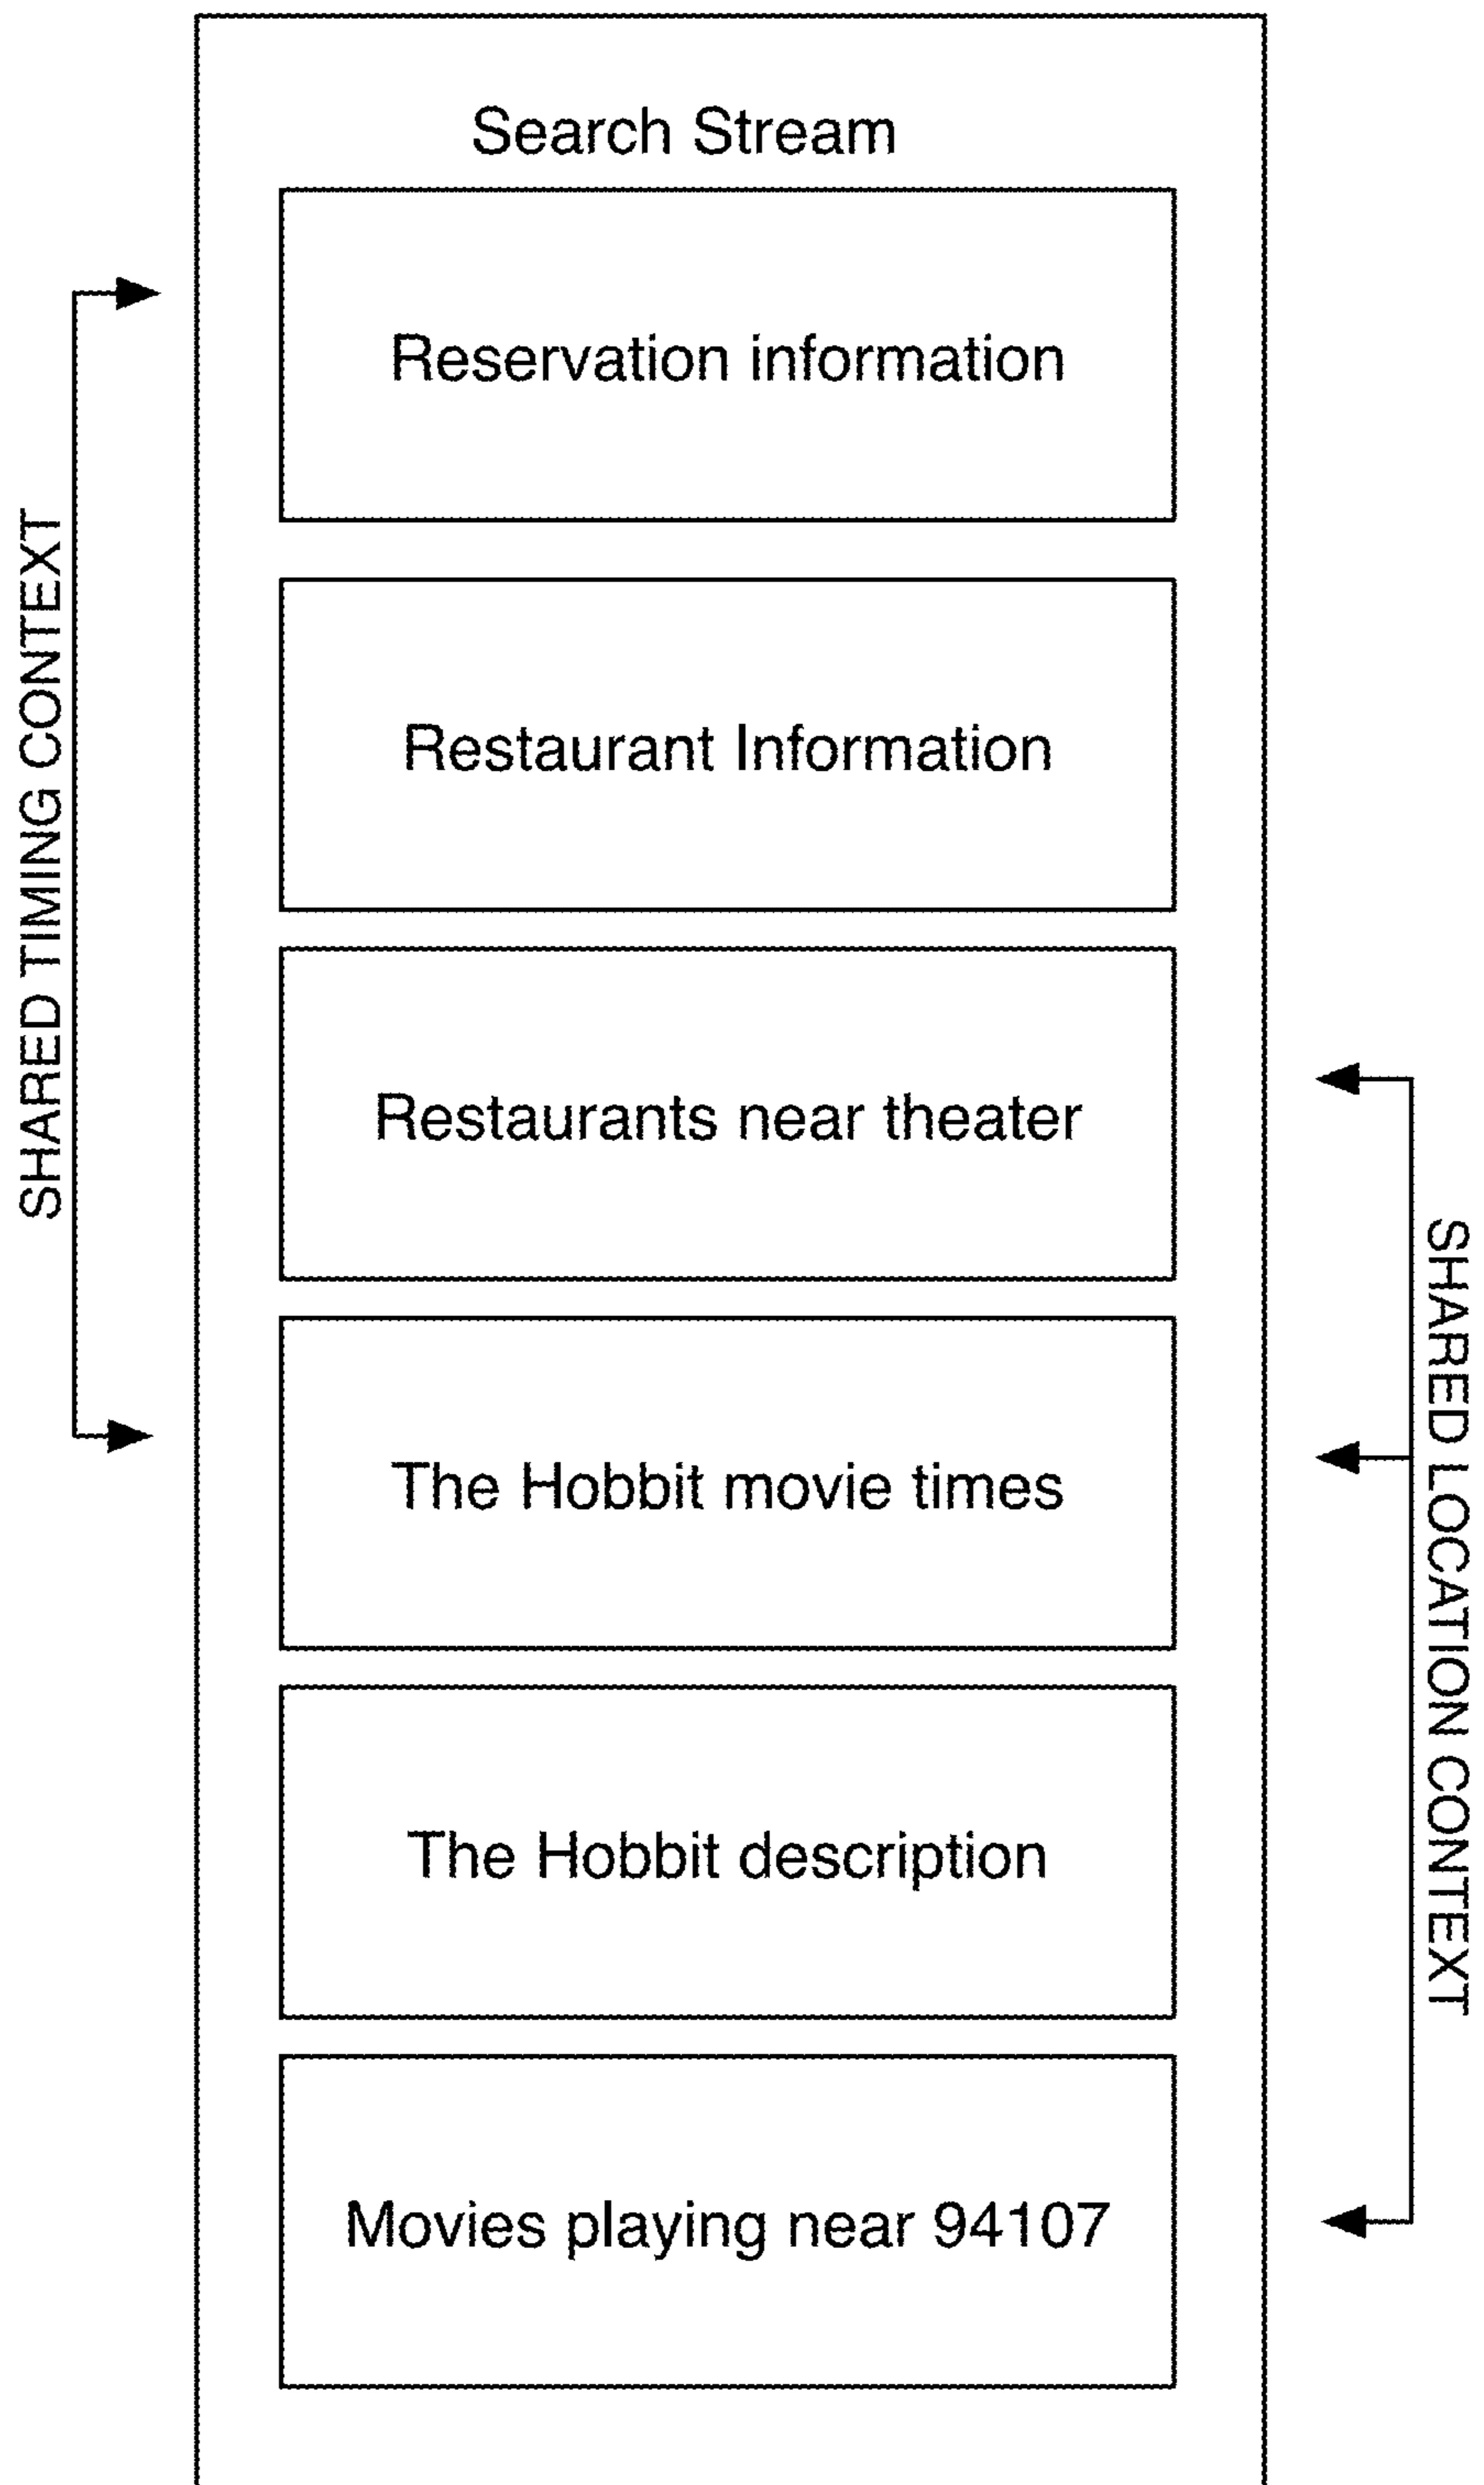 Search Stream
Reservation information
Restaurant Information
Restaurants near theater
The Hobbit movie times
The Hobbit description
Movies playing near 94107
SHARED TIMING CONTEXT
SHARED LOCATION CONTEXT